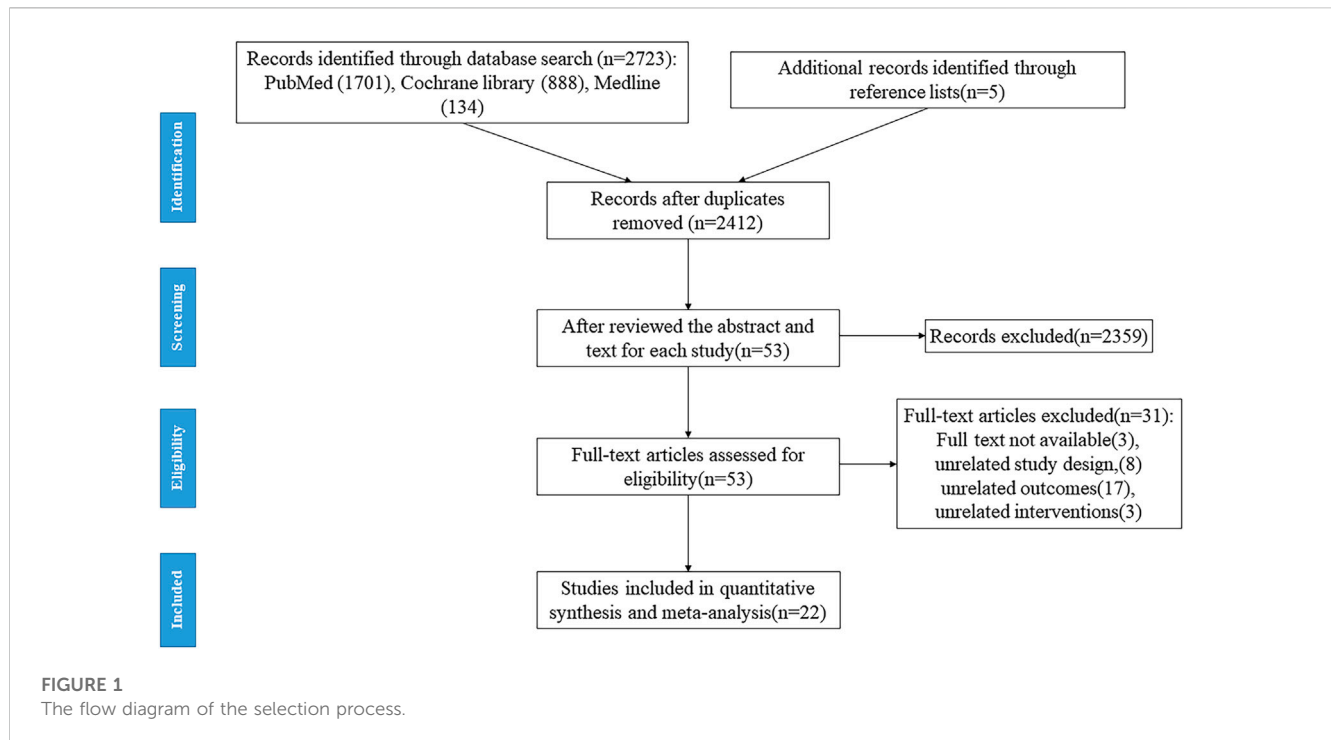 Records identified through database search (n=2723):
PubMed (1701), Cochrane library (888), Medline
(134)
Additional records identified through
reference lists(n=5)
Identification
Records after duplicates
removed (n=2412)
Screening
After reviewed the abstract and
text for each study(n=53)
Records excluded(n=2359)
Eligibility
Full-text articles assessed for
eligibility(n=53)
Full-text articles excluded(n=31):
Full text not available(3),
unrelated study design,(8)
unrelated outcomes(17),
unrelated interventions(3)
Included
Studies included in quantitative
synthesis and meta-analysis(n=22)
FIGURE 1
The flow diagram of the selection process.